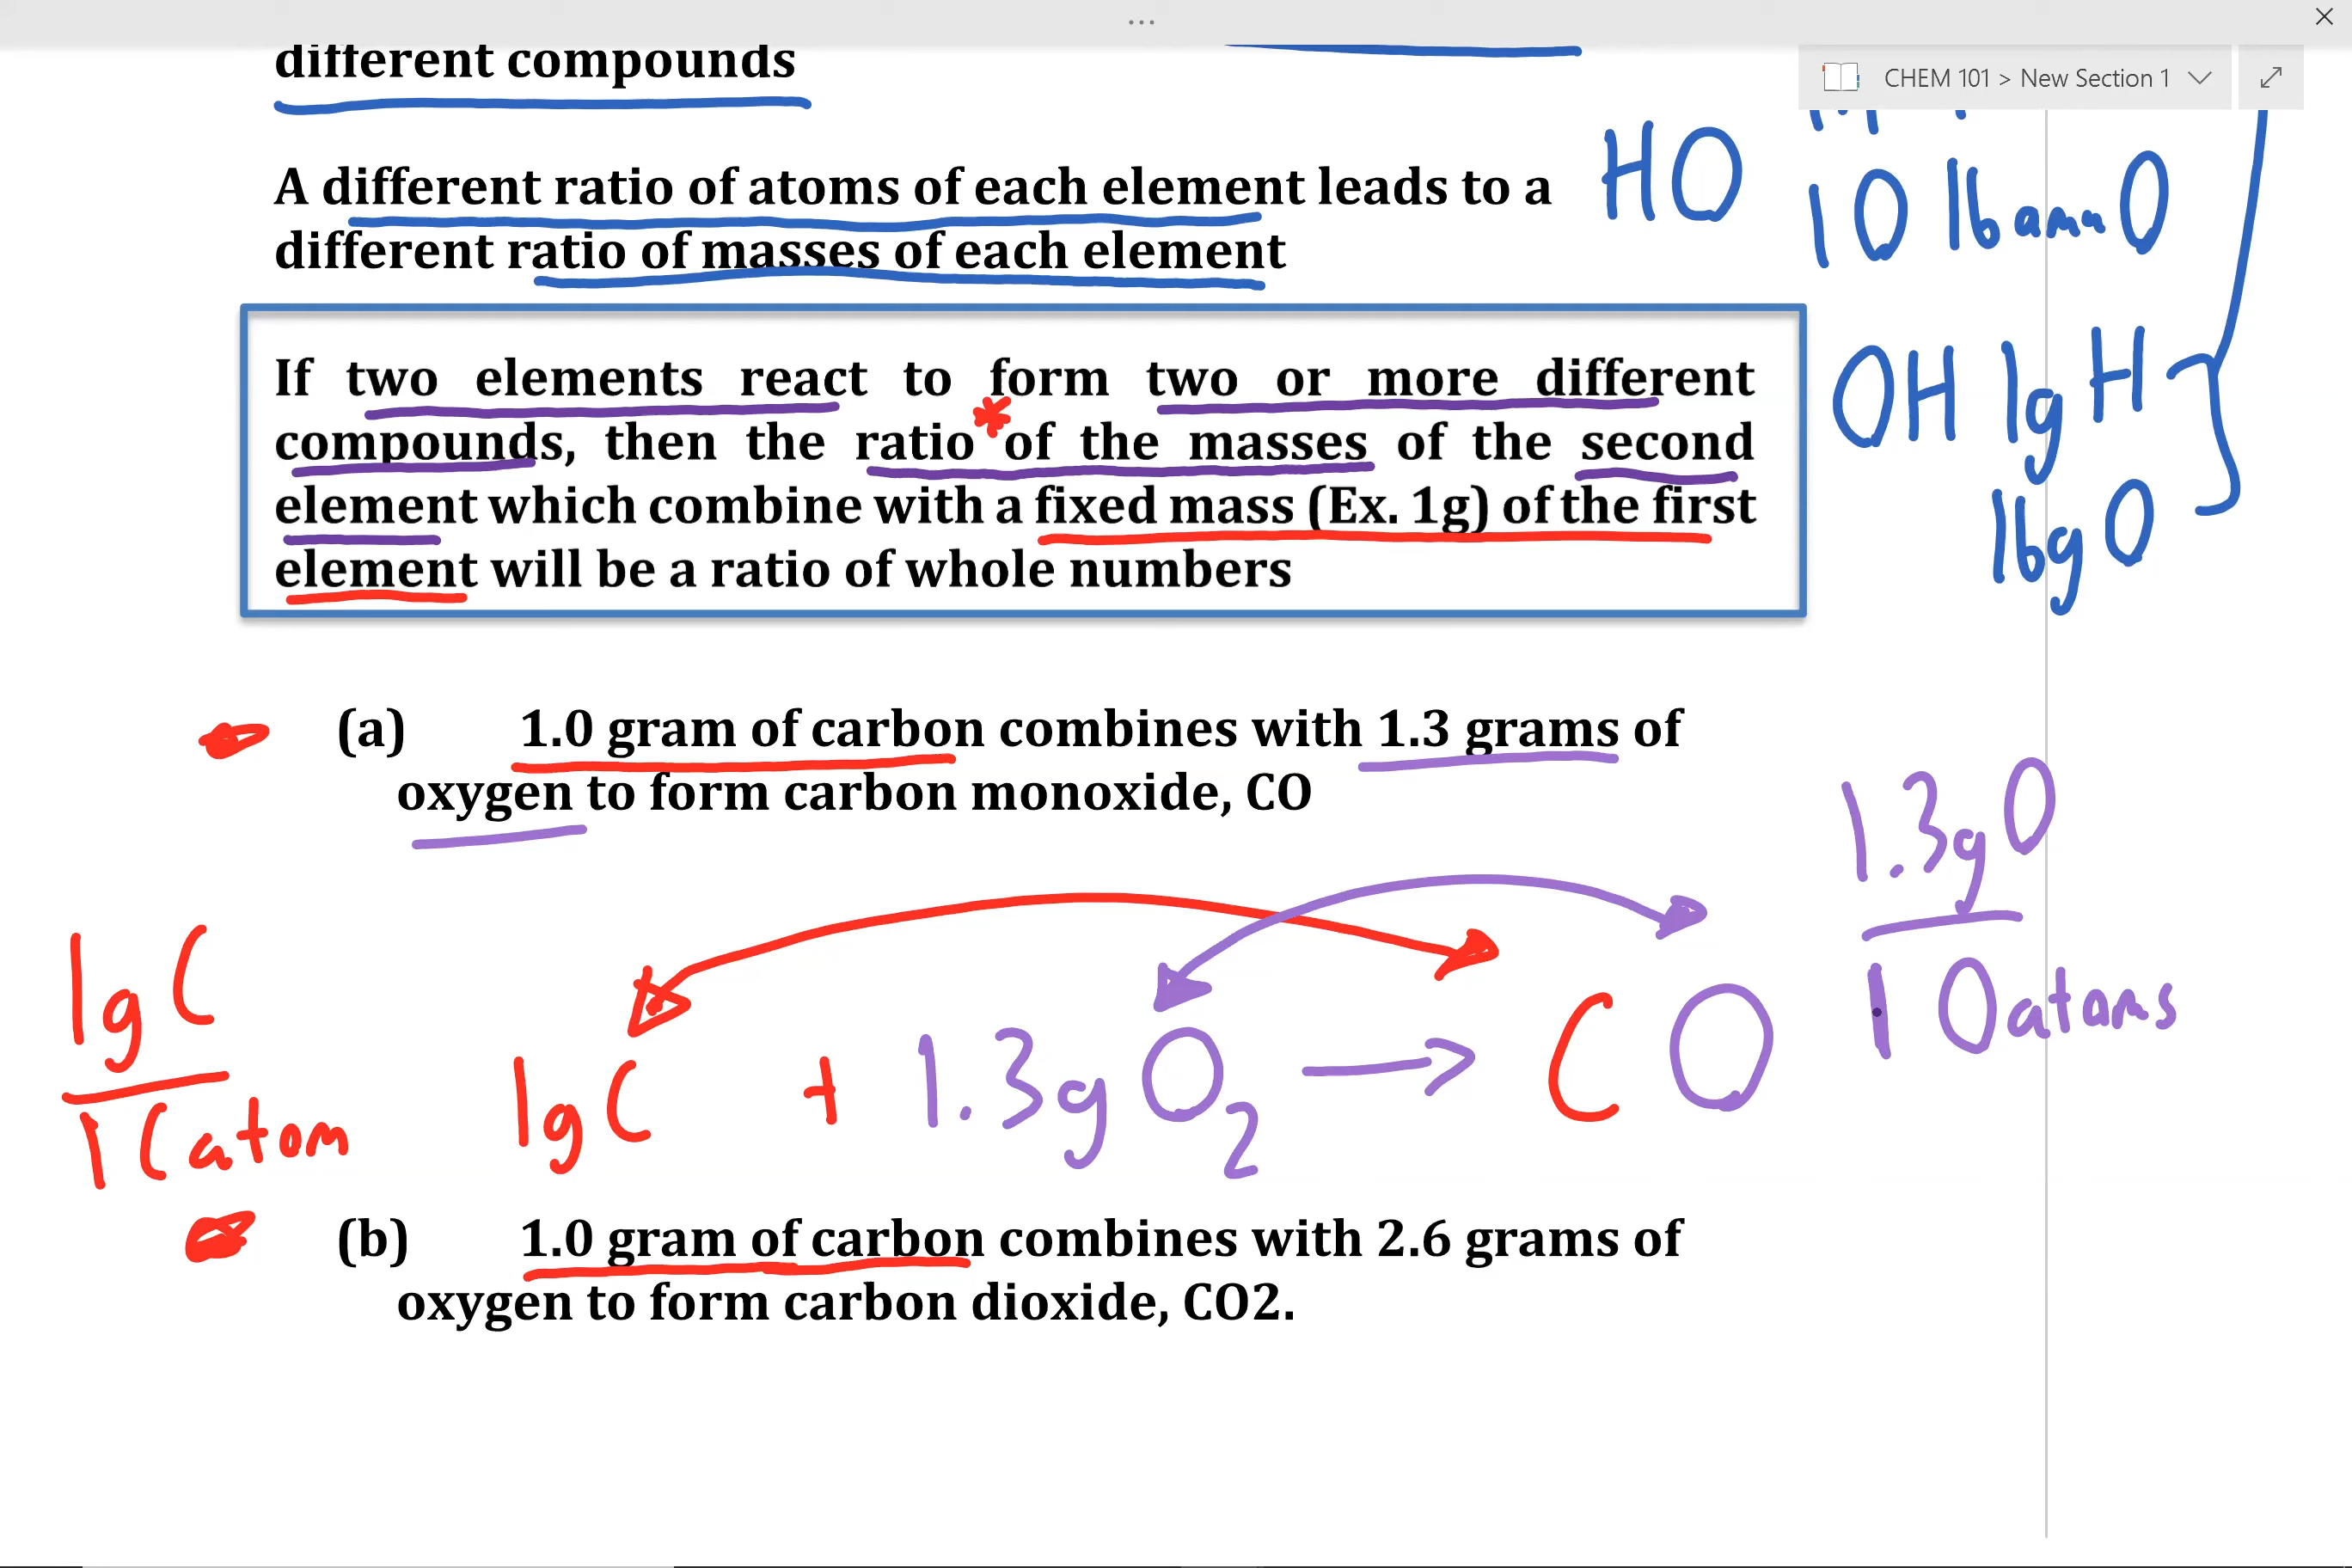 different compounds
CHEM 101 > New Section 1
A different ratio of atoms of each element leads to a
different ratio of masses of each element
HO
1O 16amu O
OH 1g H
16g O
If two elements react to form two or more different
compounds, then the ratio * of the masses of the second
element which combine with a fixed mass (Ex. 1g) of the first
element will be a ratio of whole numbers
(a) 1.0 gram of carbon combines with 1.3 grams of
oxygen to form carbon monoxide, CO
1.3g O
1 O atoms
1g C
1 C atom
1g C + 1.3g O2 → CO
(b) 1.0 gram of carbon combines with 2.6 grams of
oxygen to form carbon dioxide, CO2.